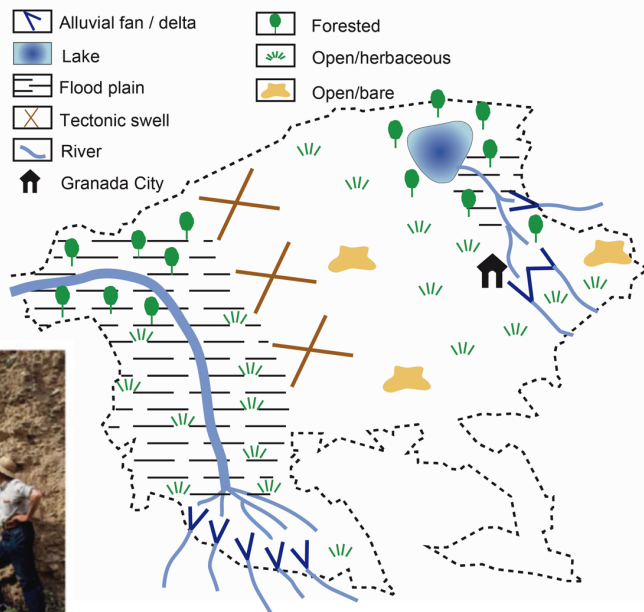 Alluvial fan / delta
Lake
Flood plain
Tectonic swell
River
Granada City
Forested
Open/herbaceous
Open/bare